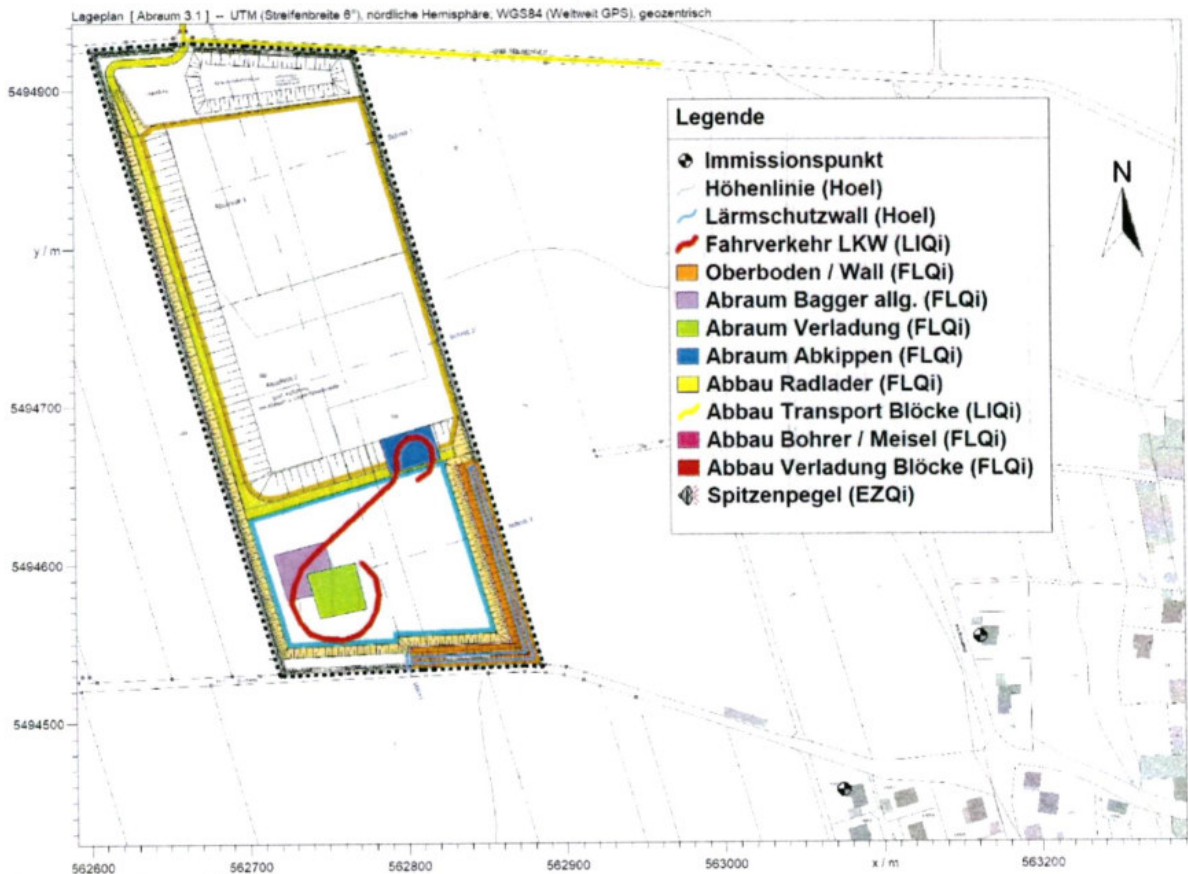 Lageplan [ Abraum 3.1 ] -- UTM (Streifenbreite 6°), nördliche Hemisphäre; WGS84 (Weltweit GPS), geozentrisch
5494900
y / m
5494700
5494600
5494500
Legende
Immissionspunkt
Höhenlinie (Hoel)
Lärmschutzwall (Hoel)
Fahrverkehr LKW (LIQi)
Oberboden / Wall (FLQi)
Abraum Bagger allg. (FLQi)
Abraum Verladung (FLQi)
Abraum Abkippen (FLQi)
Abbau Radlader (FLQi)
Abbau Transport Blöcke (LIQi)
Abbau Bohrer / Meisel (FLQi)
Abbau Verladung Blöcke (FLQi)
Spitzenpegel (EZQi)
N
562600
562700
562800
562900
563000
x / m
563200